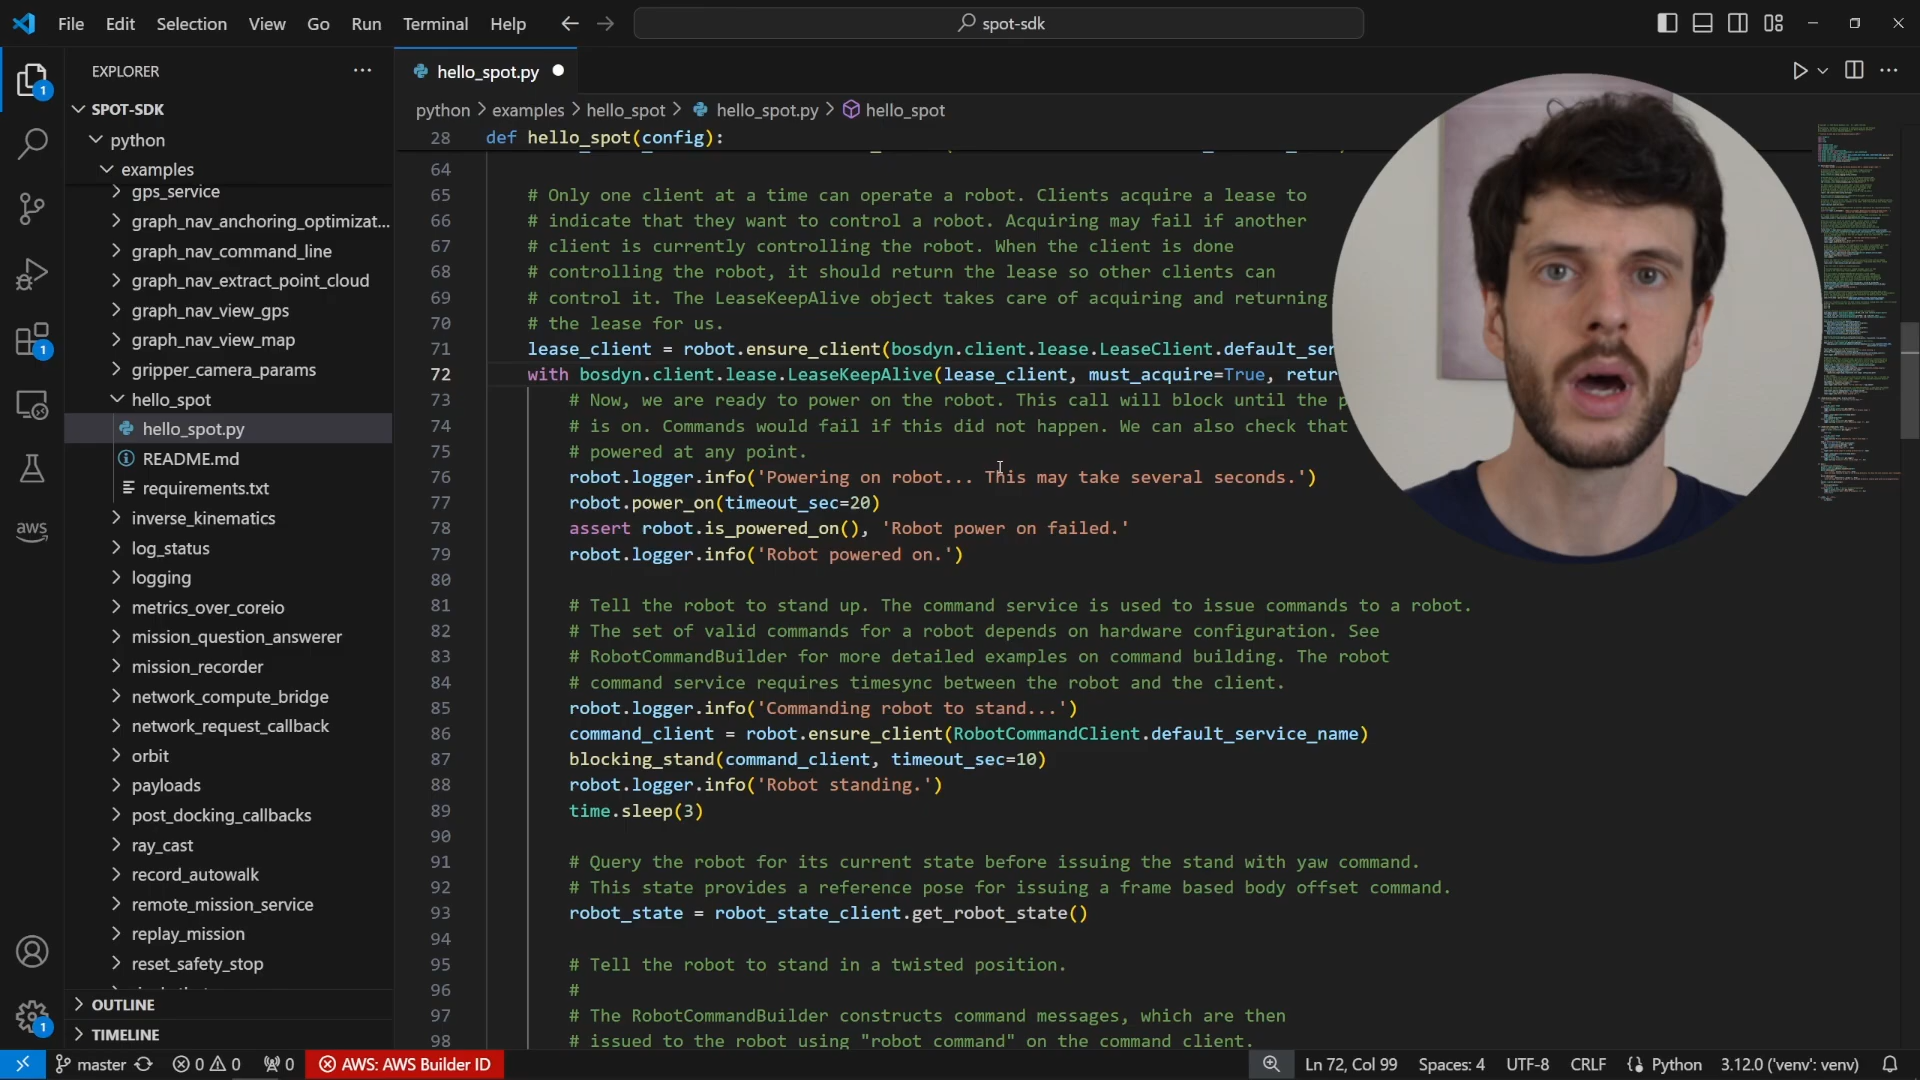 File Edit Selection View Go Run Terminal Help
spot-sdk
EXPLORER
hello_spot.py
SPOT-SDK
python > examples > hello_spot > hello_spot.py > hello_spot
python
examples
gps_service
graph_nav_anchoring_optimizat...
graph_nav_command_line
graph_nav_extract_point_cloud
graph_nav_view_gps
graph_nav_view_map
gripper_camera_params
hello_spot
hello_spot.py
README.md
requirements.txt
inverse_kinematics
log_status
logging
metrics_over_coreio
mission_question_answerer
mission_recorder
network_compute_bridge
network_request_callback
orbit
payloads
post_docking_callbacks
ray_cast
record_autowalk
remote_mission_service
replay_mission
reset_safety_stop
OUTLINE
TIMELINE
aws
1
1
1
28 def hello_spot(config):
64
65 # Only one client at a time can operate a robot. Clients acquire a lease to
66 # indicate that they want to control a robot. Acquiring may fail if another
67 # client is currently controlling the robot. When the client is done
68 # controlling the robot, it should return the lease so other clients can
69 # control it. The LeaseKeepAlive object takes care of acquiring and returning
70 # the lease for us.
71 lease_client = robot.ensure_client(bosdyn.client.lease.LeaseClient.default_ser
72 with bosdyn.client.lease.LeaseKeepAlive(lease_client, must_acquire=True, retur
73 # Now, we are ready to power on the robot. This call will block until the p
74 # is on. Commands would fail if this did not happen. We can also check that
75 # powered at any point.
76 robot.logger.info('Powering on robot... This may take several seconds.')
77 robot.power_on(timeout_sec=20)
78 assert robot.is_powered_on(), 'Robot power on failed.'
79 robot.logger.info('Robot powered on.')
80
81 # Tell the robot to stand up. The command service is used to issue commands to a robot.
82 # The set of valid commands for a robot depends on hardware configuration. See
83 # RobotCommandBuilder for more detailed examples on command building. The robot
84 # command service requires timesync between the robot and the client.
85 robot.logger.info('Commanding robot to stand...')
86 command_client = robot.ensure_client(RobotCommandClient.default_service_name)
87 blocking_stand(command_client, timeout_sec=10)
88 robot.logger.info('Robot standing.')
89 time.sleep(3)
90
91 # Query the robot for its current state before issuing the stand with yaw command.
92 # This state provides a reference pose for issuing a frame based body offset command.
93 robot_state = robot_state_client.get_robot_state()
94
95 # Tell the robot to stand in a twisted position.
96 #
97 # The RobotCommandBuilder constructs command messages, which are then
98 # issued to the robot using "robot command" on the command client.
master 0 0 0 AWS: AWS Builder ID Ln 72, Col 99 Spaces: 4 UTF-8 CRLF Python 3.12.0 ('venv': venv)